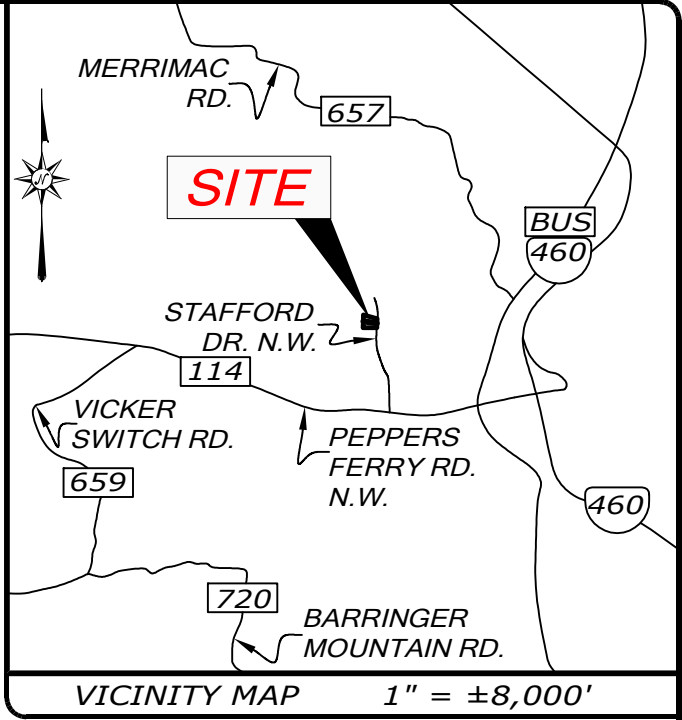 MERRIMAC
RD.
657
N
SITE
BUS
460
STAFFORD
DR. N.W.
114
VICKER
SWITCH RD.
PEPPERS
FERRY RD.
N.W.
659
460
720
BARRINGER
MOUNTAIN RD.
VICINITY MAP 1" = ±8,000'